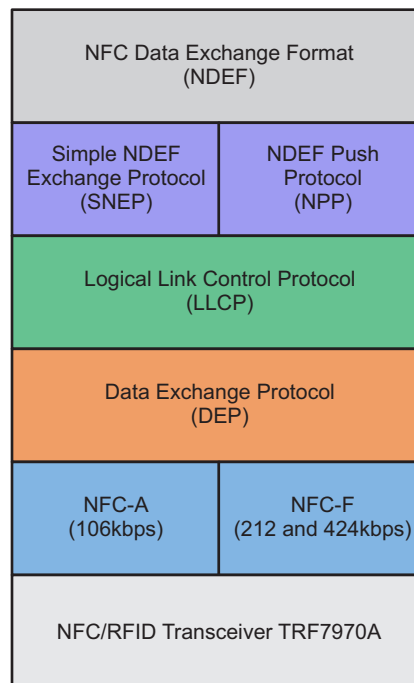 NFC Data Exchange Format
(NDEF)
Simple NDEF
Exchange Protocol
(SNEP)
NDEF Push
Protocol
(NPP)
Logical Link Control Protocol
(LLCP)
Data Exchange Protocol
(DEP)
NFC-A
(106kbps)
NFC-F
(212 and 424kbps)
NFC/RFID Transceiver TRF7970A